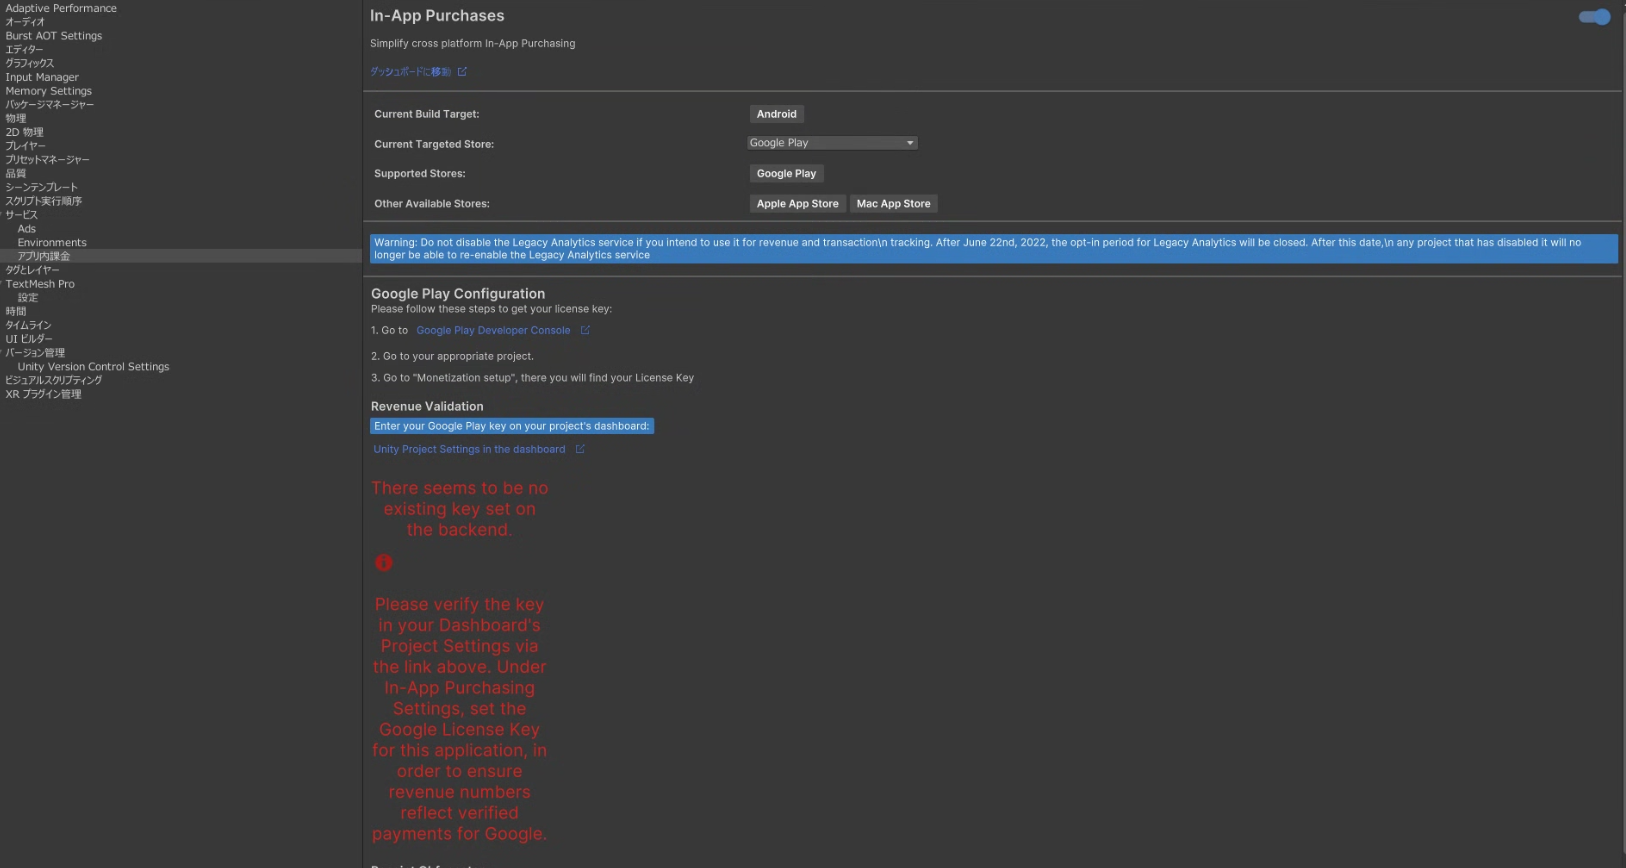 Adaptive Performance
オーディオ
Burst AOT Settings
エディター
グラフィックス
Input Manager
Memory Settings
パッケージマネージャー
物理
2D 物理
プレイヤー
プリセットマネージャー
品質
シーンテンプレート
スクリプト実行順序
サービス
Ads
Environments
アプリ内課金
タグとレイヤー
TextMesh Pro
設定
時間
タイムライン
UI ビルダー
バージョン管理
Unity Version Control Settings
ビジュアルスクリプティング
XR プラグイン管理
In-App Purchases
Simplify cross platform In-App Purchasing
ダッシュボードに移動
Current Build Target: Android
Current Targeted Store: Google Play
Supported Stores: Google Play
Other Available Stores: Apple App Store Mac App Store
Warning: Do not disable the Legacy Analytics service if you intend to use it for revenue and transaction\n tracking. After June 22nd, 2022, the opt-in period for Legacy Analytics will be closed. After this date,\n any project that has disabled it will no
longer be able to re-enable the Legacy Analytics service
Google Play Configuration
Please follow these steps to get your license key:
1. Go to Google Play Developer Console
2. Go to your appropriate project.
3. Go to "Monetization setup", there you will find your License Key
Revenue Validation
Enter your Google Play key on your project's dashboard:
Unity Project Settings in the dashboard
There seems to be no
existing key set on
the backend.
Please verify the key
in your Dashboard's
Project Settings via
the link above. Under
In-App Purchasing
Settings, set the
Google License Key
for this application, in
order to ensure
revenue numbers
reflect verified
payments for Google.